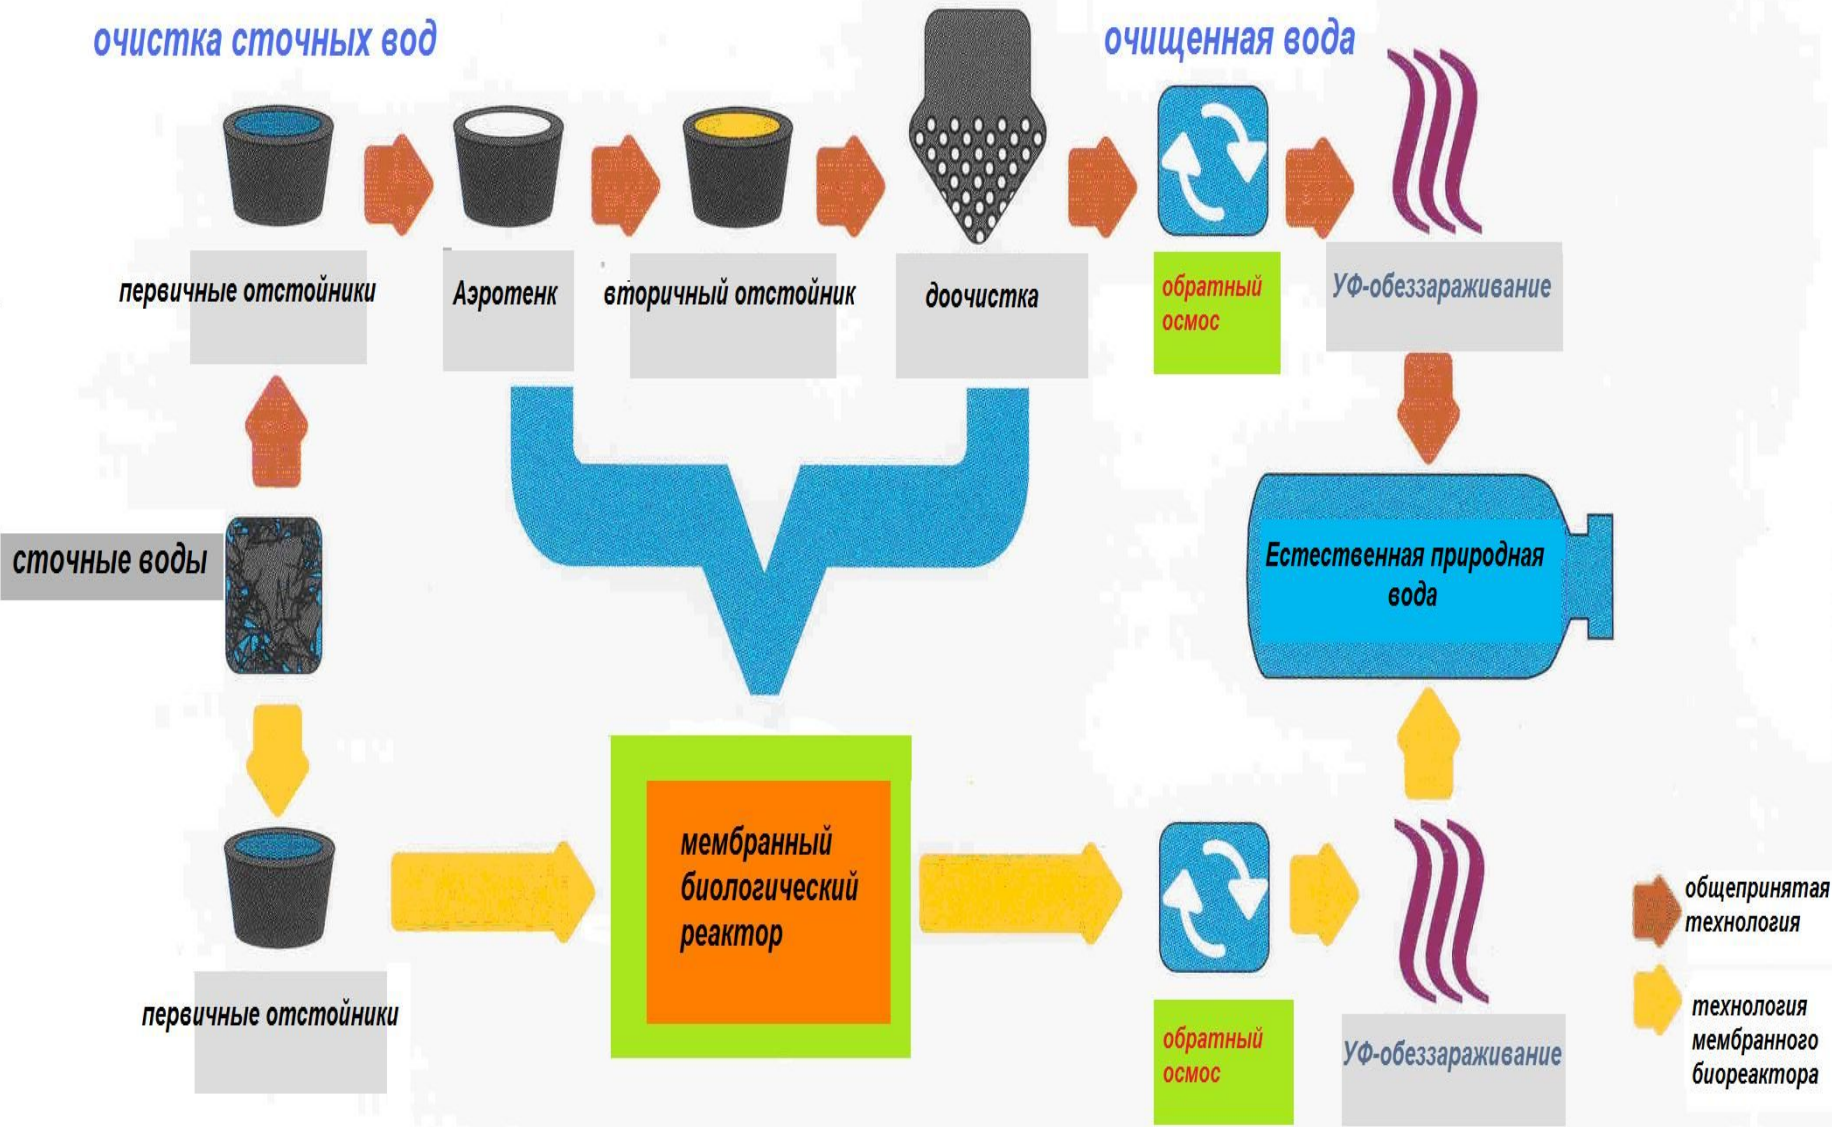 очистка сточных вод
очищенная вода
первичные отстойники
Аэротенк
вторичный отстойник
доочистка
обратный
осмос
УФ-обеззараживание
сточные воды
Естественная природная
вода
мембранный
биологический
реактор
общепринятая
технология
технология
мембранного
биореактора
первичные отстойники
обратный
осмос
УФ-обеззараживание